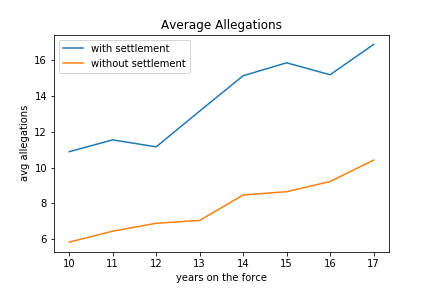 Average Allegations
with settlement
without settlement
avg allegations
16
14
12
10
8
6
10 11 12 13 14 15 16 17
years on the force